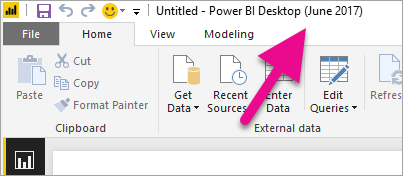 Untitled - Power BI Desktop (June 2017)
File Home View Modeling
Paste
Cut
Copy
Format Painter
Get Data
Recent Sources
Enter Data
Edit Queries
Clipboard
External data